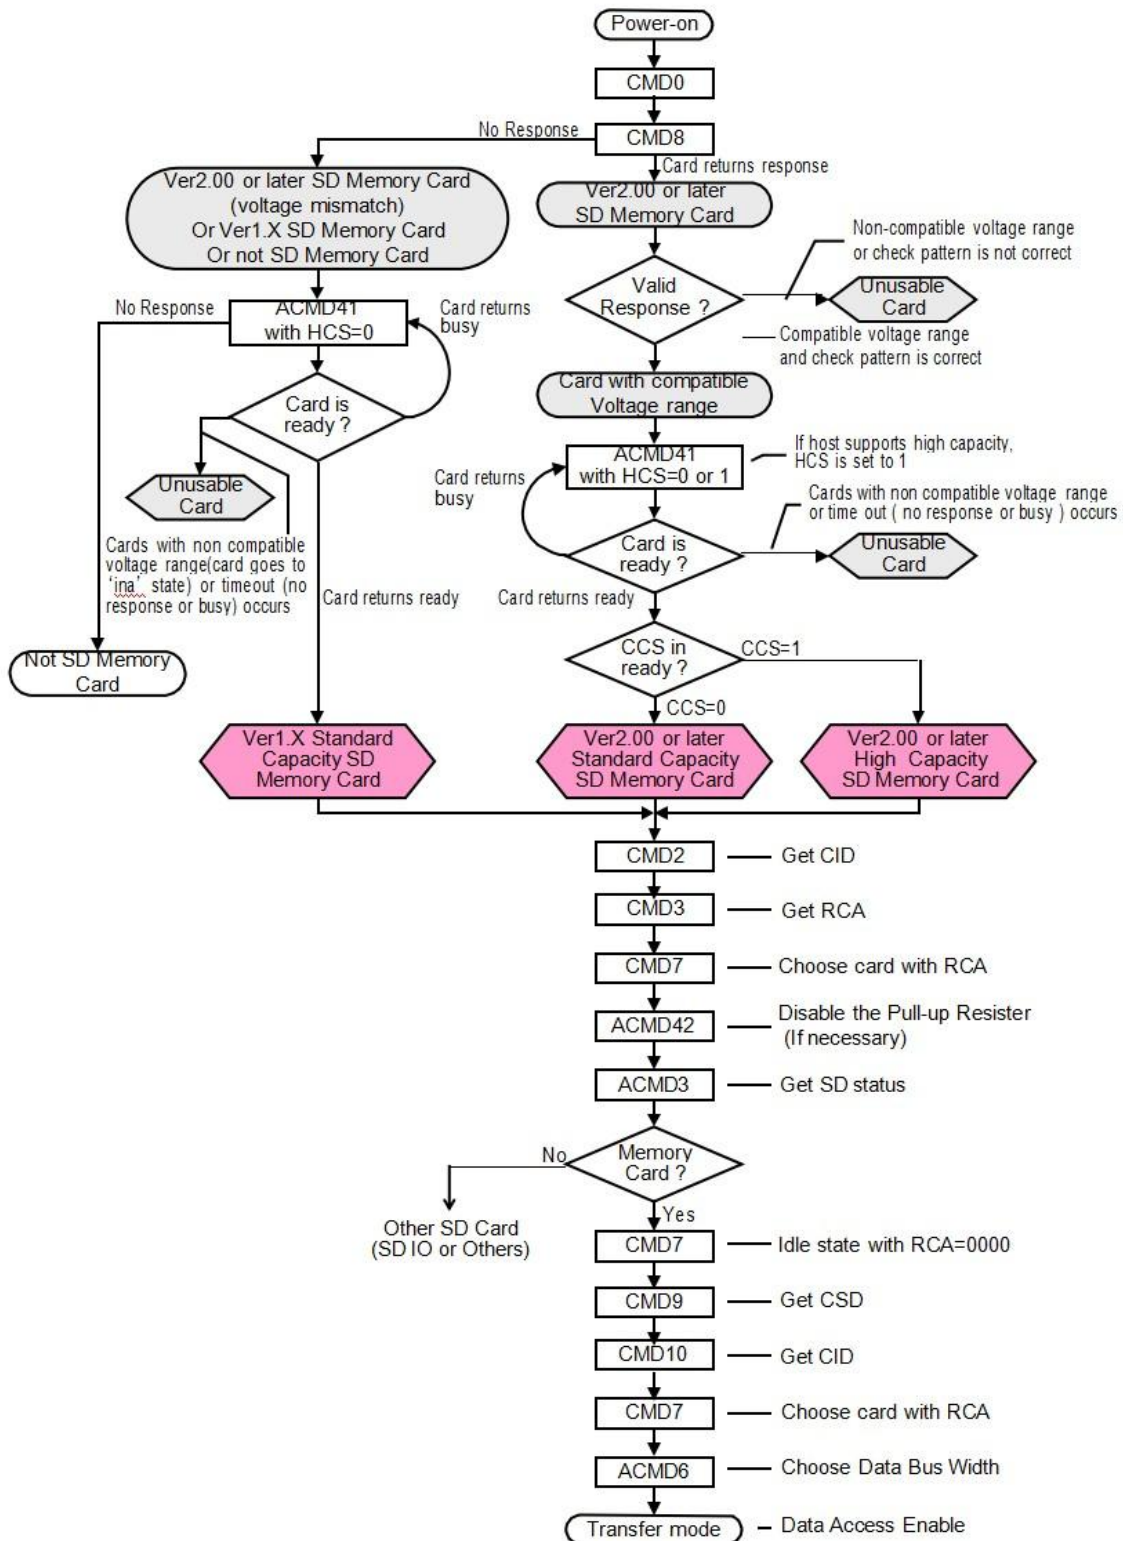 Power-on
CMD0
No Response
CMD8
Card returns response
Ver2.00 or later SD Memory Card
(voltage mismatch)
Or Ver1.X SD Memory Card
Or not SD Memory Card
Ver2.00 or later
SD Memory Card
Non-compatible voltage range
or check pattern is not correct
Valid
Response ?
Unusable
Card
Compatible voltage range
and check pattern is correct
No Response
ACMD41
with HCS=0
Card returns
busy
Card is
ready ?
Card with compatible
Voltage range
ACMD41
with HCS=0 or 1
If host supports high capacity,
HCS is set to 1
Card returns
busy
Unusable
Card
Cards with non compatible voltage range
or time out ( no response or busy ) occurs
Card is
ready ?
Unusable
Card
Cards with non compatible
voltage range(card goes to
‘ina’ state) or timeout (no
response or busy) occurs
Card returns ready
Card returns ready
CCS in
ready ?
CCS=1
Not SD Memory
Card
CCS=0
Ver1.X Standard
Capacity SD
Memory Card
Ver2.00 or later
Standard Capacity
SD Memory Card
Ver2.00 or later
High Capacity
SD Memory Card
CMD2
Get CID
CMD3
Get RCA
CMD7
Choose card with RCA
ACMD42
Disable the Pull-up Resister
(If necessary)
ACMD3
Get SD status
Memory
Card ?
No
Yes
Other SD Card
(SD IO or Others)
CMD7
Idle state with RCA=0000
CMD9
Get CSD
CMD10
Get CID
CMD7
Choose card with RCA
ACMD6
Choose Data Bus Width
Transfer mode
Data Access Enable